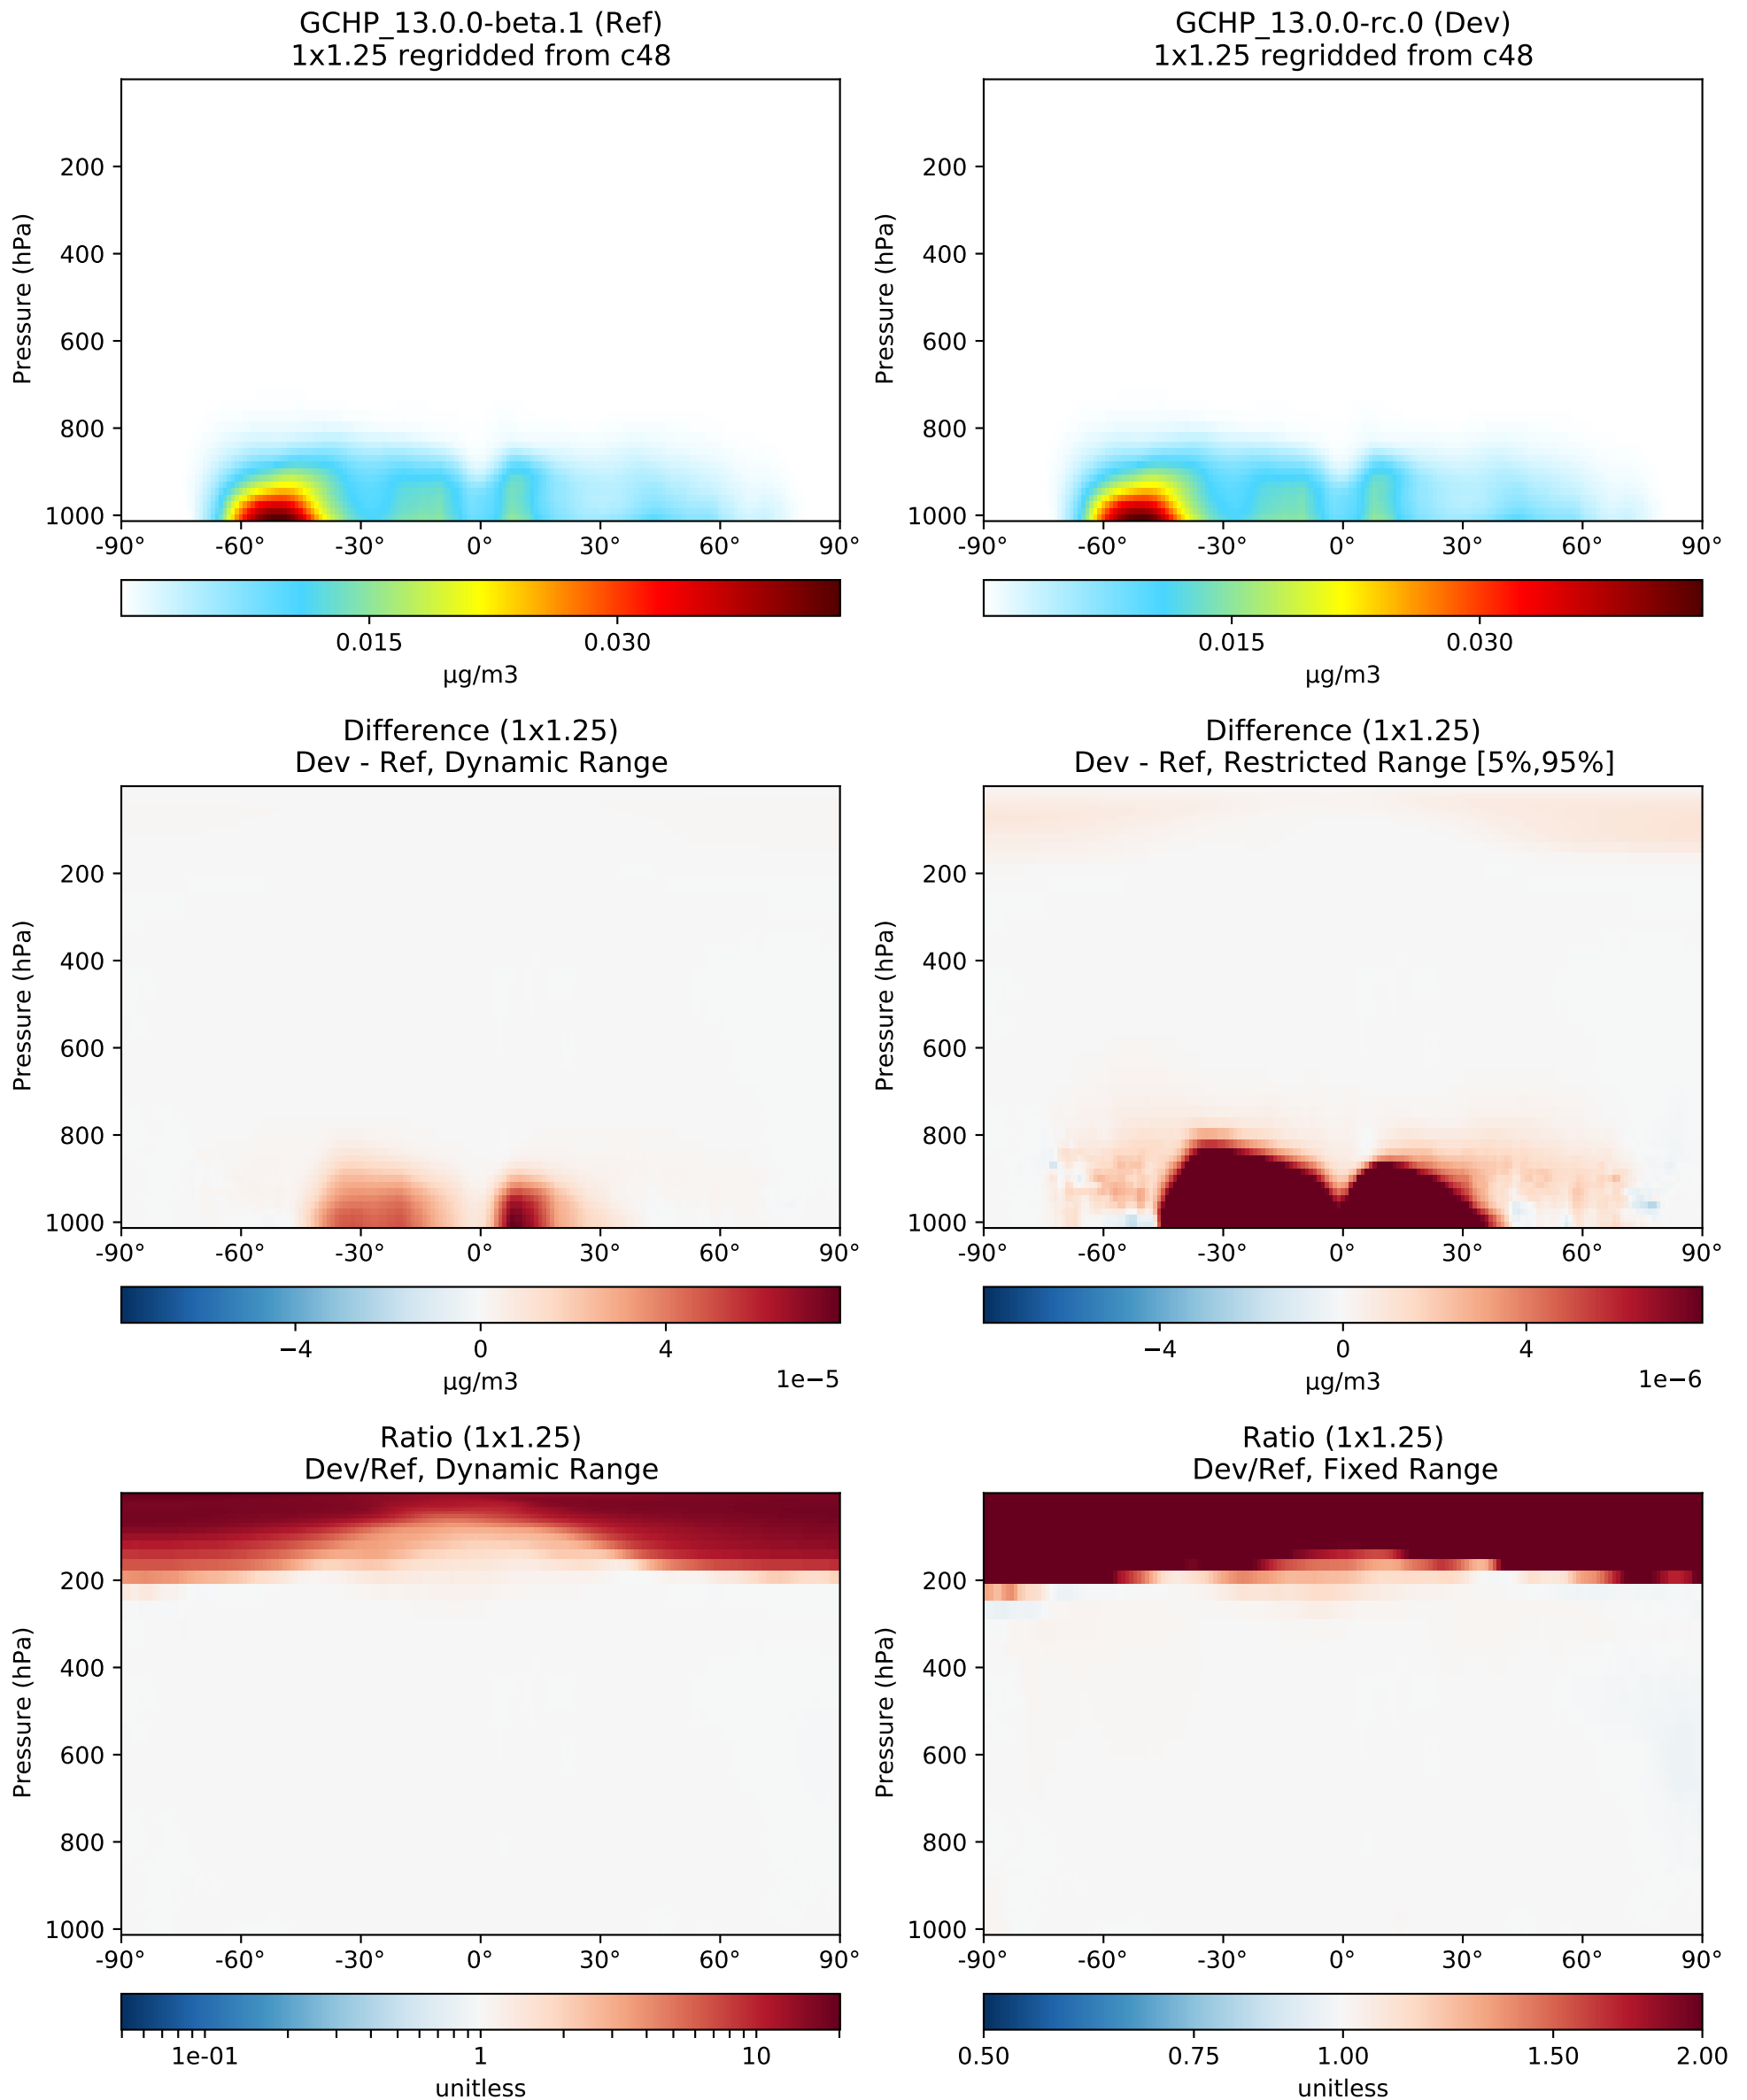 GCHP_13.0.0-beta.1 (Ref)
1x1.25 regridded from c48
Pressure (hPa)
200
400
600
800
1000
-90° -60° -30° 0° 30° 60° 90°
0.015 0.030
µg/m3
GCHP_13.0.0-rc.0 (Dev)
1x1.25 regridded from c48
Pressure (hPa)
200
400
600
800
1000
-90° -60° -30° 0° 30° 60° 90°
0.015 0.030
µg/m3
Difference (1x1.25)
Dev - Ref, Dynamic Range
Pressure (hPa)
200
400
600
800
1000
-90° -60° -30° 0° 30° 60° 90°
−4 0 4
µg/m3 1e−5
Difference (1x1.25)
Dev - Ref, Restricted Range [5%,95%]
Pressure (hPa)
200
400
600
800
1000
-90° -60° -30° 0° 30° 60° 90°
−4 0 4
µg/m3 1e−6
Ratio (1x1.25)
Dev/Ref, Dynamic Range
Pressure (hPa)
200
400
600
800
1000
-90° -60° -30° 0° 30° 60° 90°
1e-01 1 10
unitless
Ratio (1x1.25)
Dev/Ref, Fixed Range
Pressure (hPa)
200
400
600
800
1000
-90° -60° -30° 0° 30° 60° 90°
0.50 0.75 1.00 1.50 2.00
unitless